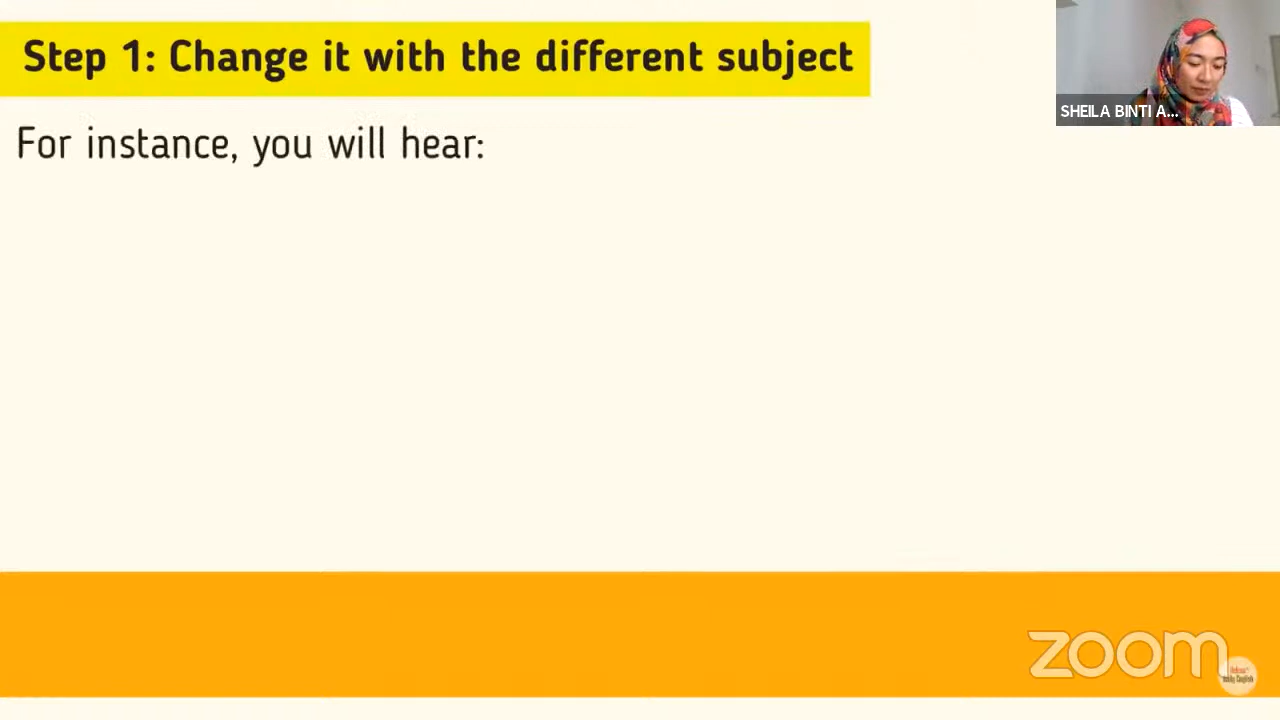 Step 1: Change it with the different subject
SHEILA BINTI A...
For instance, you will hear:
zoom